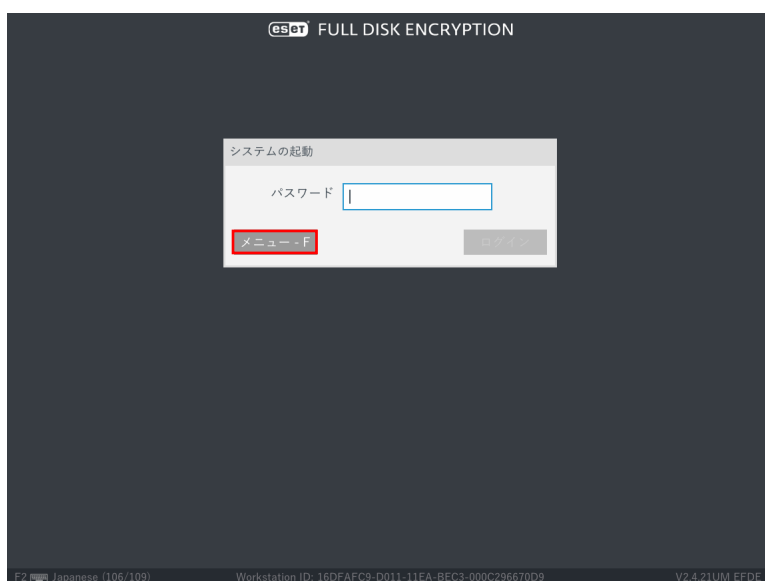 eset FULL DISK ENCRYPTION
システムの起動
パスワード
メニュー - F
ログイン
F2 Japanese (106/109) Workstation ID: 16DFAFC9-D011-11EA-BEC3-000C296670D9 V2.4.21UM EFDE